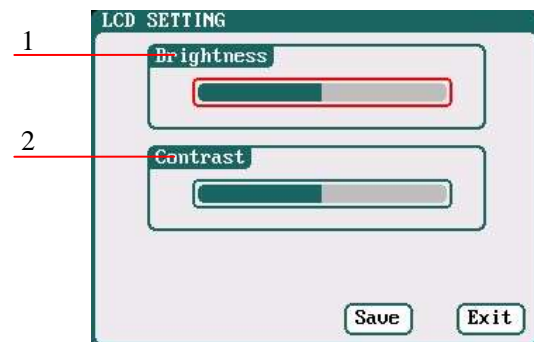 LCD SETTING
1
Brightness
2
Contrast
Save Exit